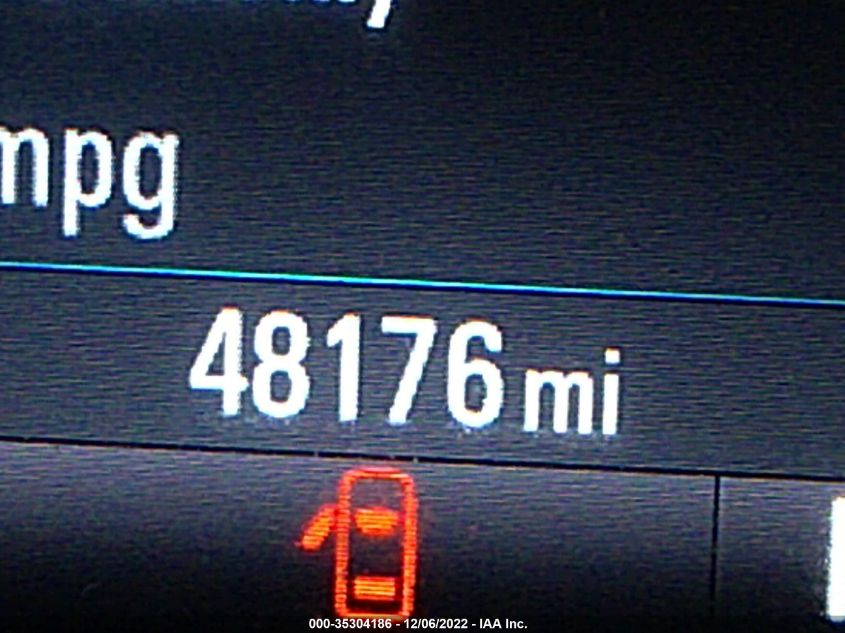 mpg
48176 mi
000-35304186 - 12/06/2022 - IAA Inc.